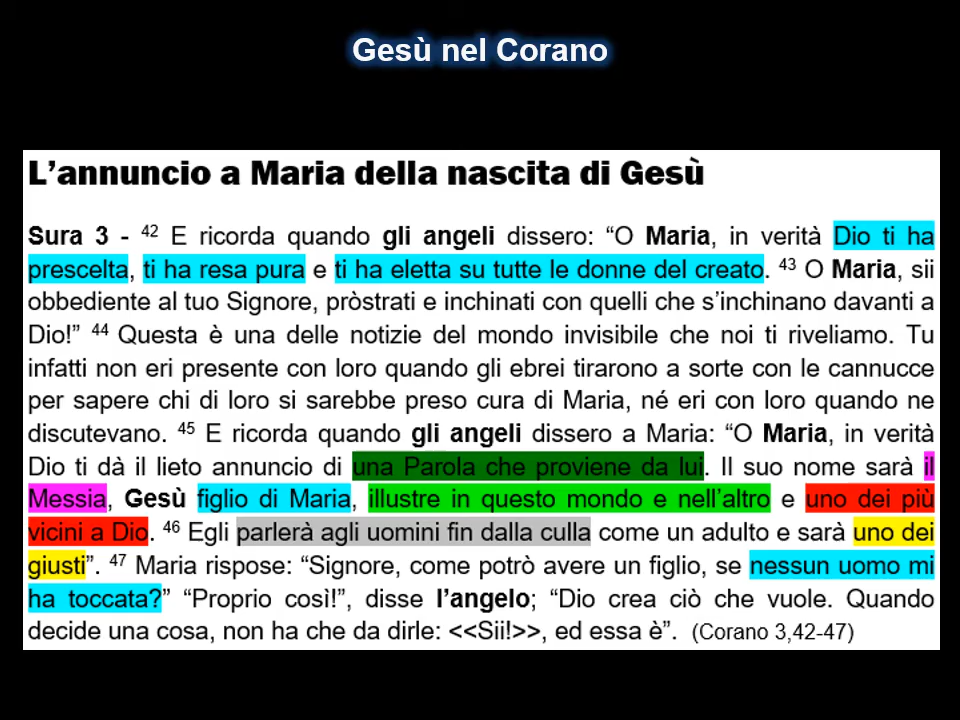 Gesù nel Corano
L’annuncio a Maria della nascita di Gesù
Sura 3 - 42 E ricorda quando gli angeli dissero: “O Maria, in verità Dio ti ha
prescelta, ti ha resa pura e ti ha eletta su tutte le donne del creato. 43 O Maria, sii
obbediente al tuo Signore, pròstrati e inchinati con quelli che s’inchinano davanti a
Dio!” 44 Questa è una delle notizie del mondo invisibile che noi ti riveliamo. Tu
infatti non eri presente con loro quando gli ebrei tirarono a sorte con le cannucce
per sapere chi di loro si sarebbe preso cura di Maria, né eri con loro quando ne
discutevano. 45 E ricorda quando gli angeli dissero a Maria: “O Maria, in verità
Dio ti dà il lieto annuncio di una Parola che proviene da lui. Il suo nome sarà il
Messia, Gesù figlio di Maria, illustre in questo mondo e nell’altro e uno dei più
vicini a Dio. 46 Egli parlerà agli uomini fin dalla culla come un adulto e sarà uno dei
giusti”. 47 Maria rispose: “Signore, come potrò avere un figlio, se nessun uomo mi
ha toccata?” “Proprio così!”, disse l’angelo; “Dio crea ciò che vuole. Quando
decide una cosa, non ha che da dirle: <<Sii!>>, ed essa è”. (Corano 3,42-47)